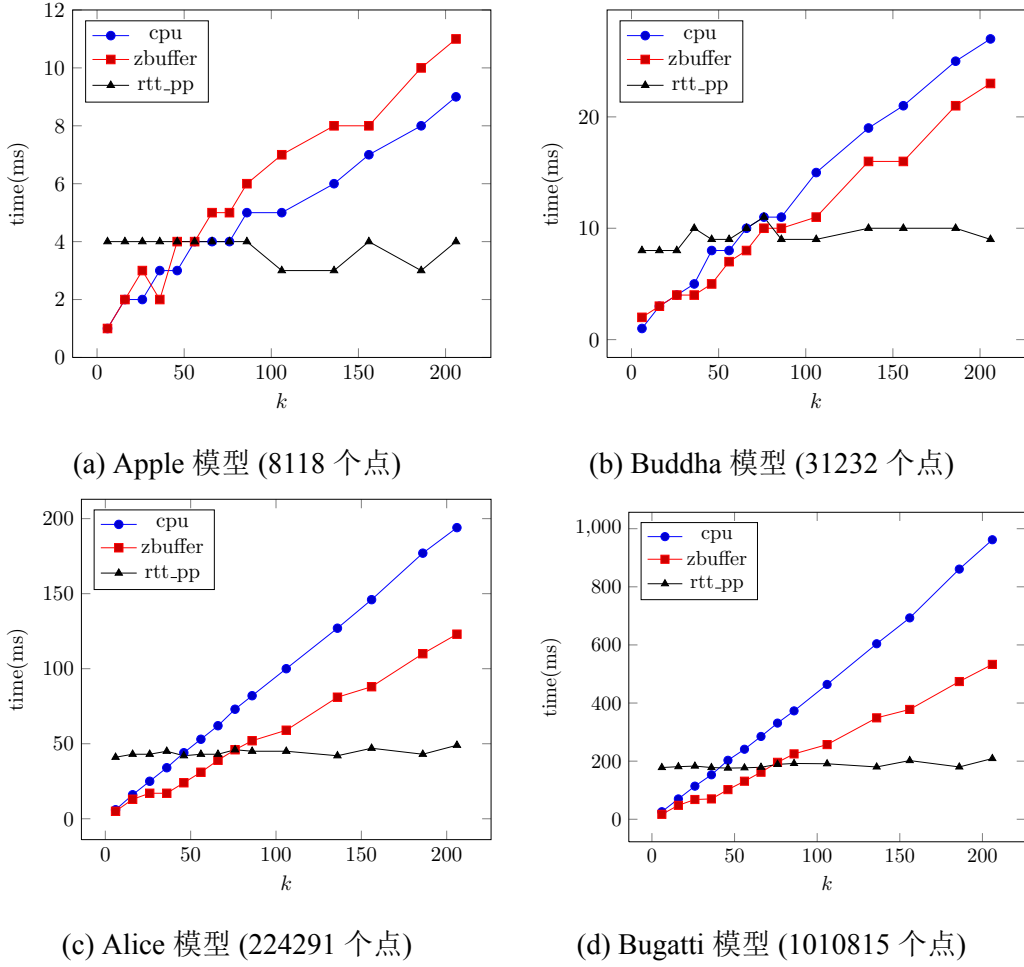 12
10
8
6
4
2
0
time(ms)
cpu
zbuffer
rtt_pp
0
50
100
150
200
k
(a) Apple 模型 (8118 个点)
20
10
0
time(ms)
cpu
zbuffer
rtt_pp
0
50
100
150
200
k
(b) Buddha 模型 (31232 个点)
200
150
100
50
0
time(ms)
cpu
zbuffer
rtt_pp
0
50
100
150
200
k
(c) Alice 模型 (224291 个点)
1,000
800
600
400
200
0
time(ms)
cpu
zbuffer
rtt_pp
0
50
100
150
200
k
(d) Bugatti 模型 (1010815 个点)